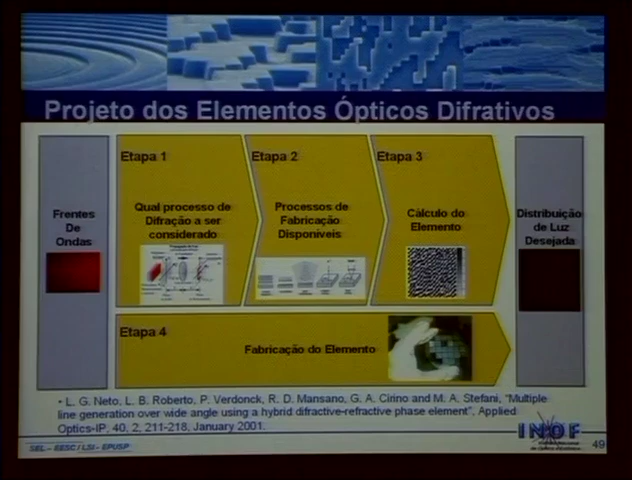 Projeto dos Elementos Ópticos Difrativos
Etapa 1
Etapa 2
Etapa 3
Frentes
De
Ondas
Qual processo de
Difração a ser
considerado
Processos de
Fabricação
Disponíveis
Cálculo do
Elemento
Distribuição
de Luz
Desejada
Etapa 4
Fabricação do Elemento
• L. G. Neto, L. B. Roberto, P. Verdonck, R. D. Mansano, G. A. Cirino and M. A. Stefani, "Multiple
line generation over wide angle using a hybrid diffractive-refractive phase element", Applied
Optics-IP, 40, 2, 211-218, January 2001.
INOF
SEL - EESC / LSI - EPUSP
49